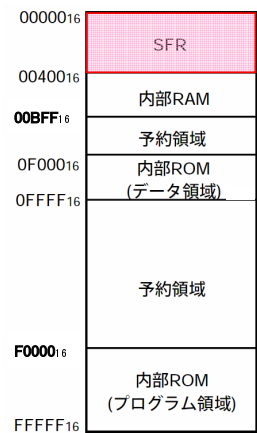 0000016
SFR
0040016
内部RAM
00BFF16
予約領域
0F00016
内部ROM
(データ領域)
0FFFF16
予約領域
F000016
内部ROM
(プログラム領域)
FFFFF16